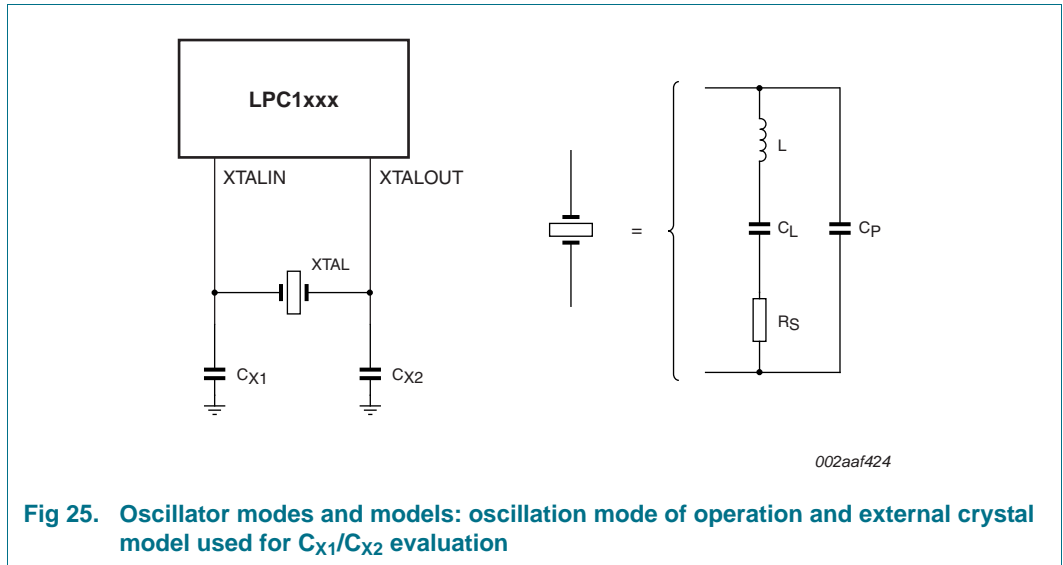 LPC1xxx
XTALIN
XTALOUT
XTAL
CX1
CX2
=
L
CL
CP
RS
002aaf424
Fig 25. Oscillator modes and models: oscillation mode of operation and external crystal
model used for CX1/CX2 evaluation